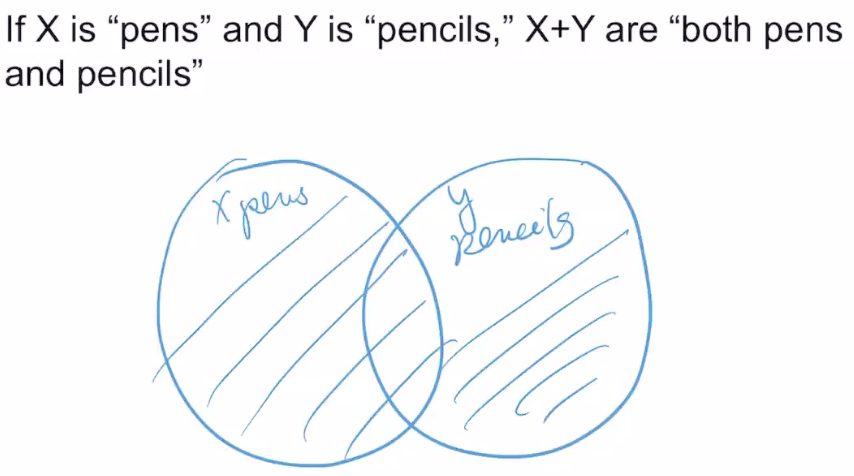 If X is “pens” and Y is “pencils,” X+Y are “both pens
and pencils”
X pens
Y
pencils